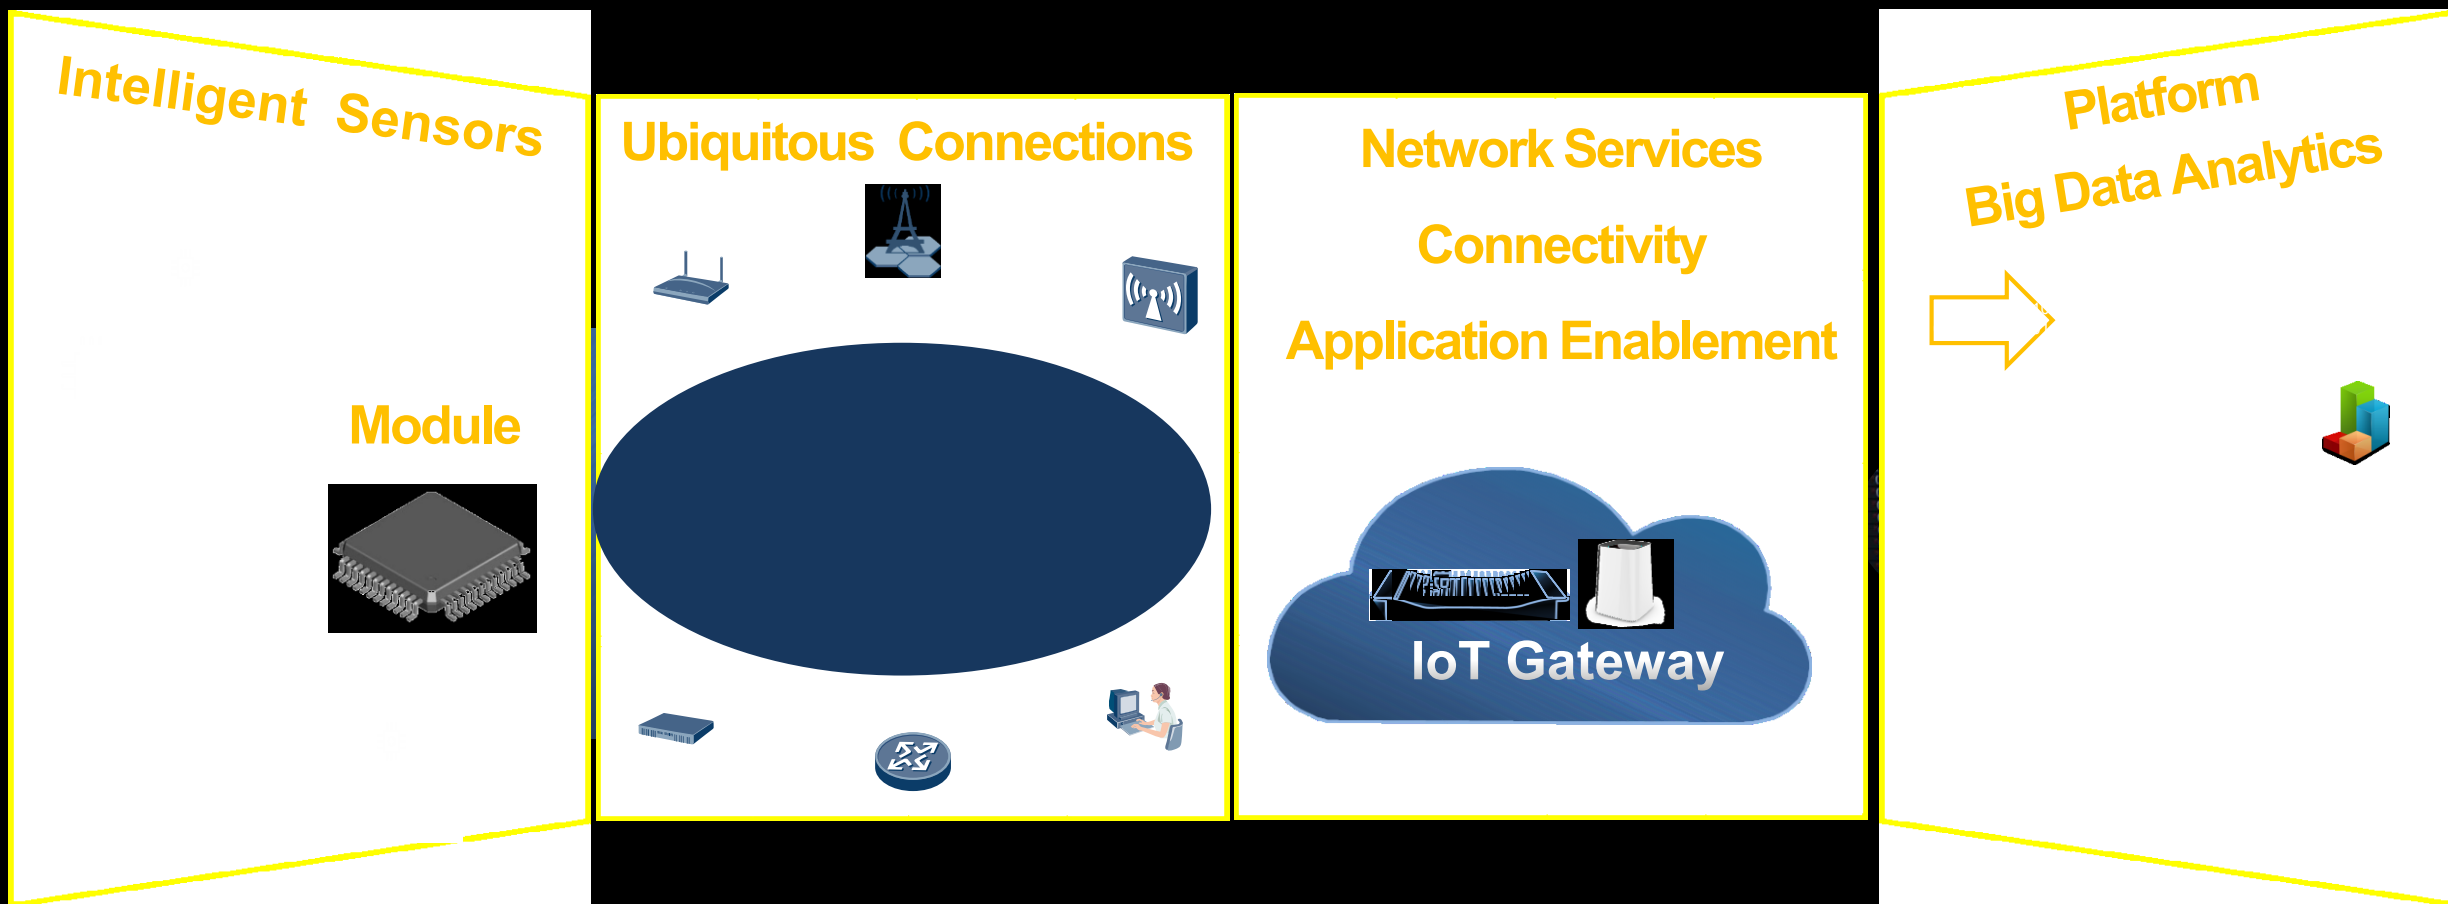 Intelligent Sensors
Module
Ubiquitous Connections
Network Services
Connectivity
Application Enablement
IoT Gateway
Platform
Big Data Analytics